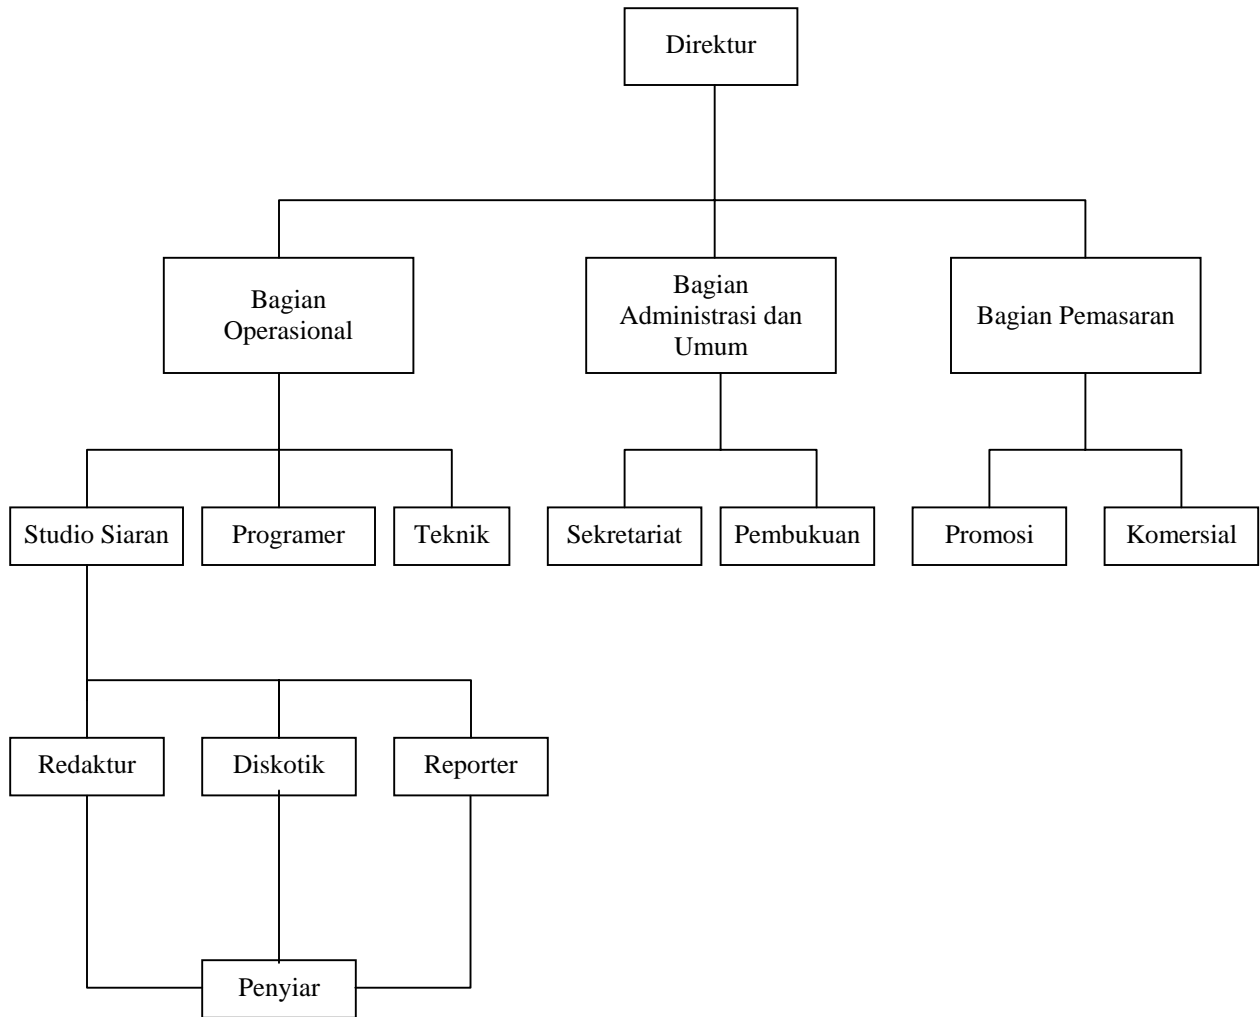 Direktur
Bagian
Operasional
Bagian
Administrasi dan
Umum
Bagian Pemasaran
Studio Siaran
Programer
Teknik
Sekretariat
Pembukuan
Promosi
Komersial
Redaktur
Diskotik
Reporter
Penyiar